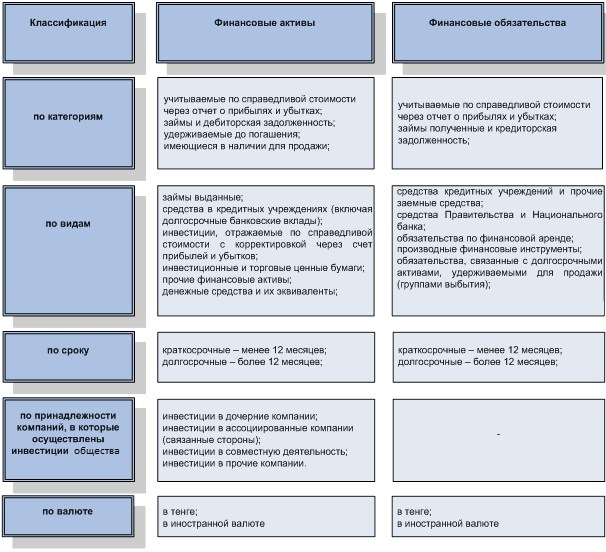 Классификация
Финансовые активы
Финансовые обязательства
по категориям
учитываемые по справедливой стоимости
через отчет о прибылях и убытках;
займы и дебиторская задолженность;
удерживаемые до погашения;
имеющиеся в наличии для продажи;
учитываемые по справедливой стоимости
через отчет о прибылях и убытках;
займы полученные и кредиторская
задолженность;
по видам
займы выданные;
средства в кредитных учреждениях (включая
долгосрочные банковские вклады);
инвестиции, отражаемые по справедливой
стоимости с корректировкой через счет
прибылей и убытков;
инвестиционные и торговые ценные бумаги;
прочие финансовые активы;
денежные средства и их эквиваленты;
средства кредитных учреждений и прочие
заемные средства;
средства Правительства и Национального
банка;
обязательства по финансовой аренде;
производные финансовые инструменты;
обязательства, связанные с долгосрочными
активами, удерживаемыми для продажи
(группами выбытия);
по сроку
краткосрочные – менее 12 месяцев;
долгосрочные – более 12 месяцев;
краткосрочные – менее 12 месяцев;
долгосрочные – более 12 месяцев;
по принадлежности
компаний, в которые
осуществлены
инвестиции общества
инвестиции в дочерние компании;
инвестиции в ассоциированные компании
(связанные стороны);
инвестиции в совместную деятельность;
инвестиции в прочие компании.
-
по валюте
в тенге;
в иностранной валюте
в тенге;
в иностранной валюте